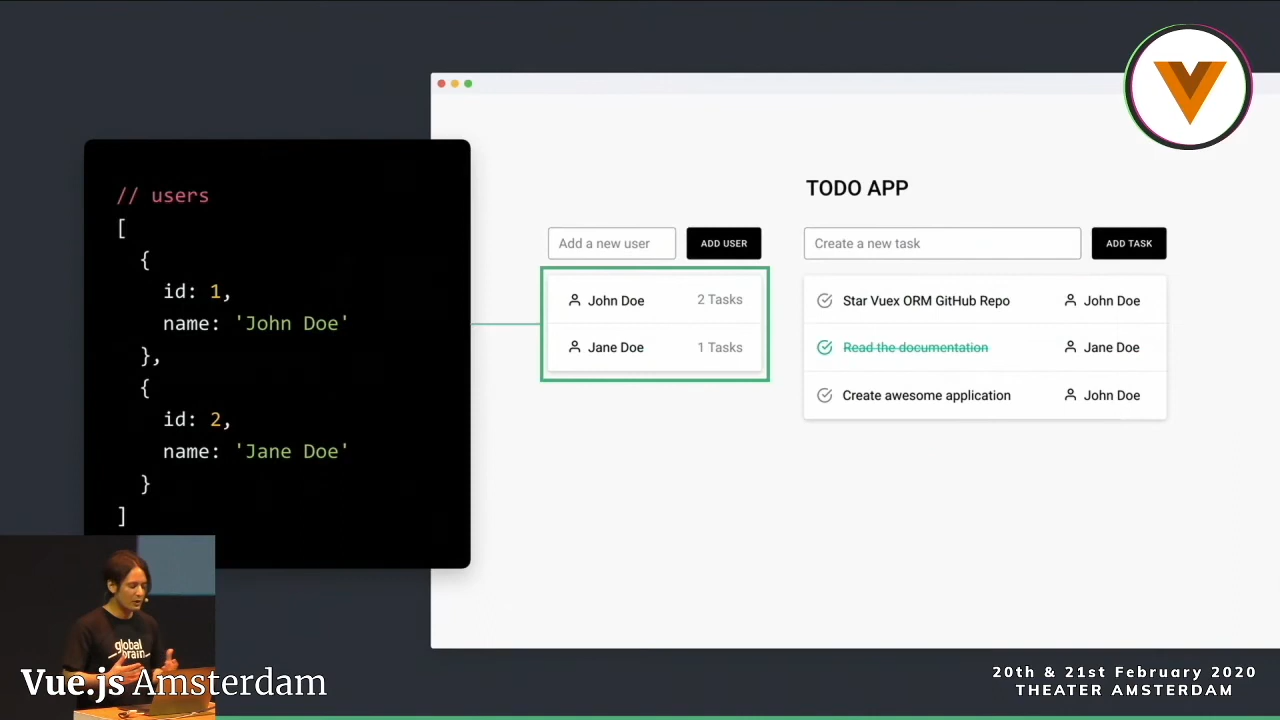 // users
[
{
id: 1,
name: 'John Doe'
},
{
id: 2,
name: 'Jane Doe'
}
]
TODO APP
Add a new user
ADD USER
Create a new task
ADD TASK
John Doe 2 Tasks
Jane Doe 1 Tasks
Star Vuex ORM GitHub Repo John Doe
Read the documentation Jane Doe
Create awesome application John Doe
global
brain
Vue.js Amsterdam
20th & 21st February 2020
THEATER AMSTERDAM